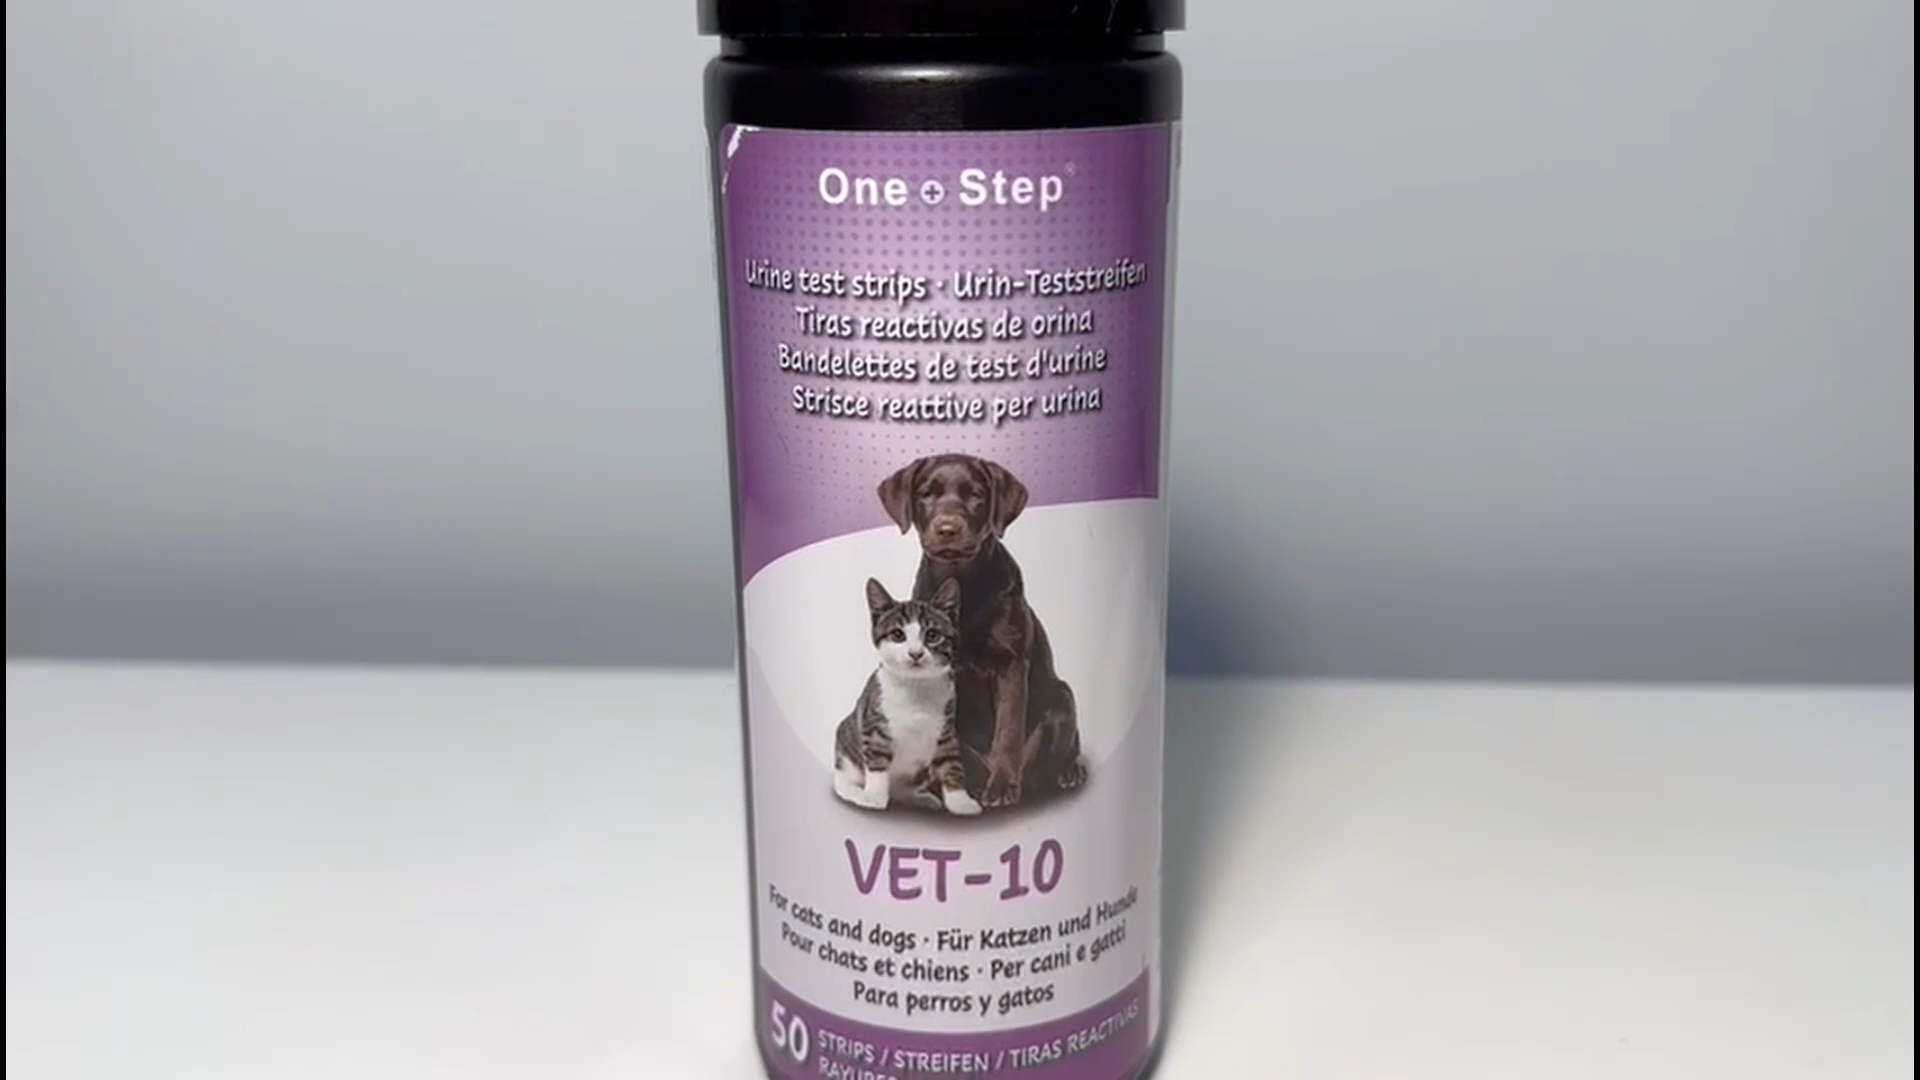 One + Step®
Urine test strips · Urin-Teststreifen
Tiras reactivas de orina
Bandelettes de test d'urine
Strisce reattive per urina
VET-10
For cats and dogs · Für Katzen und Hunde
Pour chats et chiens · Per cani e gatti
Para perros y gatos
50 STRIPS / STREIFEN / TIRAS REACTIVAS